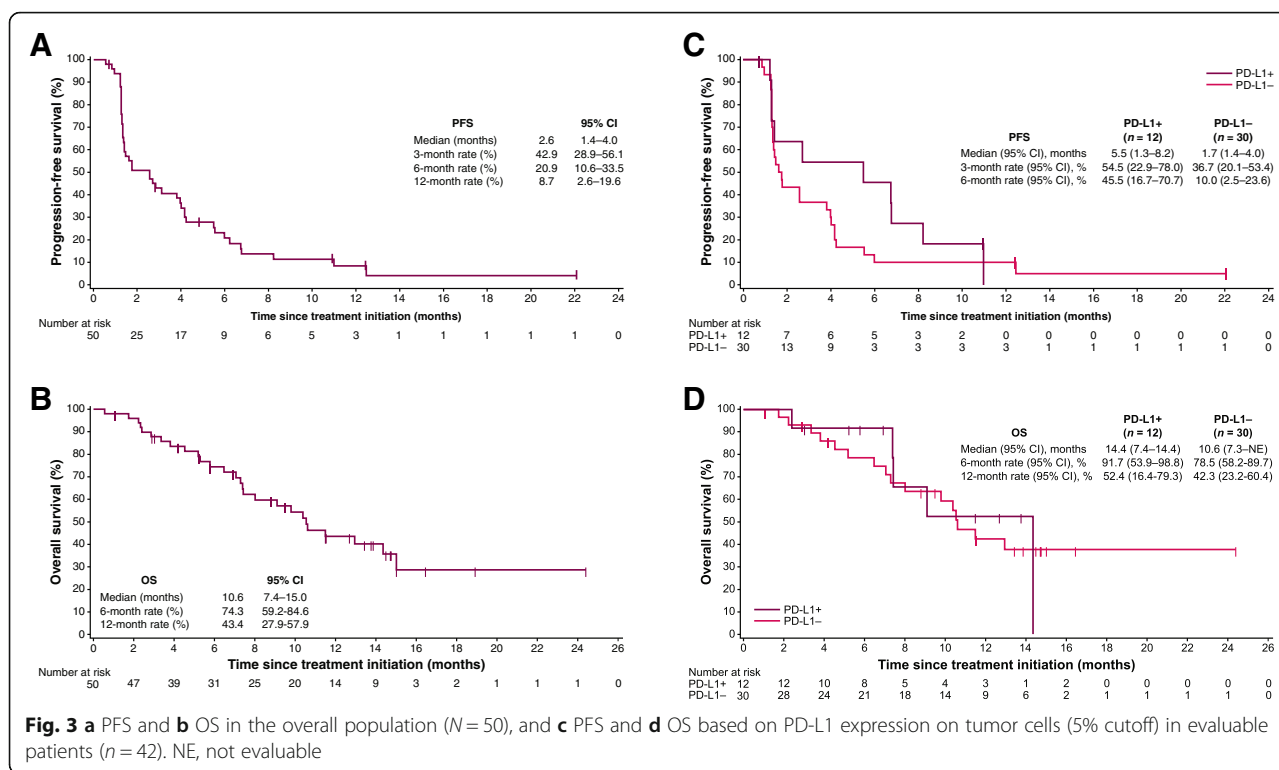 A
100
90
80
70
60
50
40
30
20
10
0
Progression-free survival (%)
PFS 95% CI
Median (months) 2.6 1.4–4.0
3-month rate (%) 42.9 28.9–56.1
6-month rate (%) 20.9 10.6–33.5
12-month rate (%) 8.7 2.6–19.6
0 2 4 6 8 10 12 14 16 18 20 22 24
Time since treatment initiation (months)
Number at risk
50 25 17 9 6 5 3 1 1 1 1 1 0
C
100
90
80
70
60
50
40
30
20
10
0
Progression-free survival (%)
PD-L1+
PD-L1–
PD-L1+ PD-L1–
PFS (n = 12) (n = 30)
Median (95% CI), months 5.5 (1.3–8.2) 1.7 (1.4–4.0)
3-month rate (95% CI), % 54.5 (22.9–78.0) 36.7 (20.1–53.4)
6-month rate (95% CI), % 45.5 (16.7–70.7) 10.0 (2.5–23.6)
0 2 4 6 8 10 12 14 16 18 20 22 24
Time since treatment initiation (months)
Number at risk
PD-L1+ 12 7 6 5 3 2 0 0 0 0 0 0 0
PD-L1– 30 13 9 3 3 3 3 1 1 1 1 1 0
B
100
90
80
70
60
50
40
30
20
10
0
Overall survival (%)
OS 95% CI
Median (months) 10.6 7.4–15.0
6-month rate (%) 74.3 59.2-84.6
12-month rate (%) 43.4 27.9-57.9
0 2 4 6 8 10 12 14 16 18 20 22 24 26
Time since treatment initiation (months)
Number at risk
50 47 39 31 25 20 14 9 3 2 1 1 1 0
D
100
90
80
70
60
50
40
30
20
10
0
Overall survival (%)
PD-L1+ PD-L1–
OS (n = 12) (n = 30)
Median (95% CI), months 14.4 (7.4–14.4) 10.6 (7.3–NE)
6-month rate (95% CI), % 91.7 (53.9–98.8) 78.5 (58.2-89.7)
12-month rate (95% CI), % 52.4 (16.4-79.3) 42.3 (23.2-60.4)
PD-L1+
PD-L1–
0 2 4 6 8 10 12 14 16 18 20 22 24 26
Time since treatment initiation (months)
Number at risk
PD-L1+ 12 12 10 8 5 4 3 1 2 0 0 0 0 0
PD-L1– 30 28 24 21 18 14 9 6 2 1 1 1 1 0
Fig. 3 a PFS and b OS in the overall population (N = 50), and c PFS and d OS based on PD-L1 expression on tumor cells (5% cutoff) in evaluable
patients (n = 42). NE, not evaluable